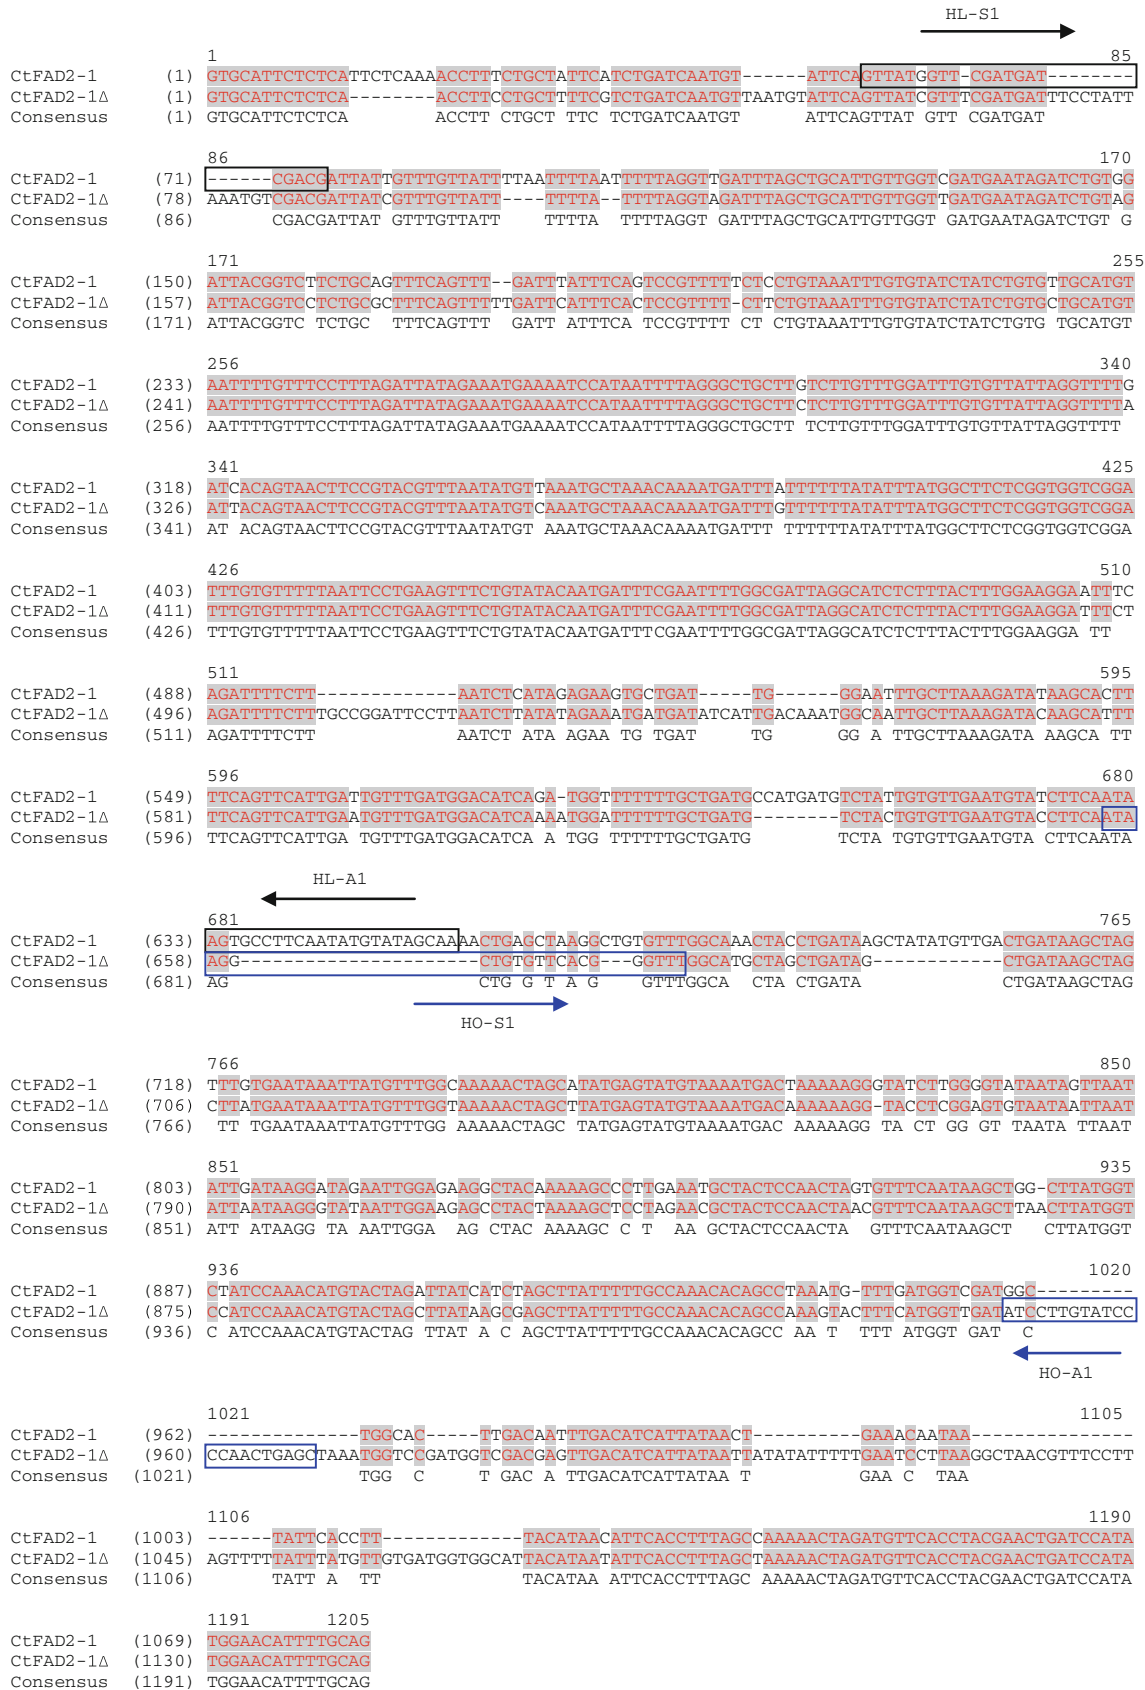 HL-S1
1 85
CtFAD2-1 (1) GTGCATTCTCTCATTCTCAAAACCTTTCTGCTATTCATCTGATCAATGT------ATTCAGTTATGGTT-CGATGAT--------
CtFAD2-1Δ (1) GTGCATTCTCTCA--------ACCTTCCTGCTTTTCGTCTGATCAATGTTAATGTATTCAGTTATCGTTTCGATGATTTCCTATT
Consensus (1) GTGCATTCTCTCA        ACCTT CTGCT TTC TCTGATCAATGT      ATTCAGTTAT GTT CGATGAT
86 170
CtFAD2-1 (71) ------CGACGATTATTGTTTGTTATTTTAATTTTAATTTTTAGGTTGATTTAGCTGCATTGTTGGTCGATGAATAGATCTGTGG
CtFAD2-1Δ (78) AAATGTCGACGATTATCGTTTGTTATT----TTTTA--TTTTAGGTAGATTTAGCTGCATTGTTGGTTGATGAATAGATCTGTAG
Consensus (86)       CGACGATTAT GTTTGTTATT    TTTTA  TTTTAGGT GATTTAGCTGCATTGTTGGT GATGAATAGATCTGT G
171 255
CtFAD2-1 (150) ATTACGGTCTTCTGCAGTTTCAGTTT--GATTTATTTCAGTCCGTTTTTCTCCTGTAAATTTGTGTATCTATCTGTGTTGCATGT
CtFAD2-1Δ (157) ATTACGGTCCTCTGCGCTTTCAGTTTTTGATTCATTTCACTCCGTTTT-CTTCTGTAAATTTGTGTATCTATCTGTGCTGCATGT
Consensus (171) ATTACGGTC TCTGC  TTTCAGTTT  GATT ATTTCA TCCGTTTT CT CTGTAAATTTGTGTATCTATCTGTG TGCATGT
256 340
CtFAD2-1 (233) AATTTTGTTTCCTTTAGATTATAGAAATGAAAATCCATAATTTTAGGGCTGCTTGTCTTGTTTGGATTTGTGTTATTAGGTTTTG
CtFAD2-1Δ (241) AATTTTGTTTCCTTTAGATTATAGAAATGAAAATCCATAATTTTAGGGCTGCTTCTCTTGTTTGGATTTGTGTTATTAGGTTTTA
Consensus (256) AATTTTGTTTCCTTTAGATTATAGAAATGAAAATCCATAATTTTAGGGCTGCTT TCTTGTTTGGATTTGTGTTATTAGGTTTT
341 425
CtFAD2-1 (318) ATCACAGTAACTTCCGTACGTTTAATATGTTAAATGCTAAACAAAATGATTTATTTTTTATATTTATGGCTTCTCGGTGGTCGGA
CtFAD2-1Δ (326) ATTACAGTAACTTCCGTACGTTTAATATGTCAAATGCTAAACAAAATGATTTGTTTTTTATATTTATGGCTTCTCGGTGGTCGGA
Consensus (341) AT ACAGTAACTTCCGTACGTTTAATATGT AAATGCTAAACAAAATGATTT TTTTTTATATTTATGGCTTCTCGGTGGTCGGA
426 510
CtFAD2-1 (403) TTTGTGTTTTTAATTCCTGAAGTTTCTGTATACAATGATTTCGAATTTTGGCGATTAGGCATCTCTTTACTTTGGAAGGAATTTC
CtFAD2-1Δ (411) TTTGTGTTTTTAATTCCTGAAGTTTCTGTATACAATGATTTCGAATTTTGGCGATTAGGCATCTCTTTACTTTGGAAGGATTTCT
Consensus (426) TTTGTGTTTTTAATTCCTGAAGTTTCTGTATACAATGATTTCGAATTTTGGCGATTAGGCATCTCTTTACTTTGGAAGGA TT
511 595
CtFAD2-1 (488) AGATTTTCTT-------------AATCTCATAGAGAAGTGCTGAT-----TG------GGAATTTGCTTAAAGATATAAGCACTT
CtFAD2-1Δ (496) AGATTTTCTTTGCCGGATTCCTTAATCTTATATAGAAATGATGATATCATTGACAAATGGCAATTGCTTAAAGATACAAGCATTT
Consensus (511) AGATTTTCTT             AATCT ATA AGAA TG TGAT     TG      GG A TTGCTTAAAGATA AAGCA TT
596 680
CtFAD2-1 (549) TTCAGTTCATTGATTGTTTGATGGACATCAGA-TGGTTTTTTTGCTGATGCCATGATGTCTATTGTGTTGAATGTATCTTCAATA
CtFAD2-1Δ (581) TTCAGTTCATTGAATGTTTGATGGACATCAAAATGGATTTTTTGCTGATG--------TCTACTGTGTTGAATGTACCTTCAATA
Consensus (596) TTCAGTTCATTGA TGTTTGATGGACATCA A TGG TTTTTTGCTGATG        TCTA TGTGTTGAATGTA CTTCAATA
HL-A1
681 765
CtFAD2-1 (633) AGTGCCTTCAATATGTATAGCAAAACTGAGCTAAGGCTGTGTTTGGCAAACTACCTGATAAGCTATATGTTGACTGATAAGCTAG
CtFAD2-1Δ (658) AGG----------------------CTGTGTTCACG---GGTTTGGCATGCTAGCTGATAG------------CTGATAAGCTAG
Consensus (681) AG                       CTG G T A G    GTTTGGCA  CTA CTGATA             CTGATAAGCTAG
HO-S1
766 850
CtFAD2-1 (718) TTTGTGAATAAATTATGTTTGGCAAAAACTAGCATATGAGTATGTAAAATGACTAAAAAGGGTATCTTGGGGTATAATAGTTAAT
CtFAD2-1Δ (706) CTTATGAATAAATTATGTTTGGTAAAAACTAGCTTATGAGTATGTAAAATGACAAAAAAGG-TACCTCGGAGTGTAATAATTAAT
Consensus (766)  TT TGAATAAATTATGTTTGG AAAAACTAGC TATGAGTATGTAAAATGAC AAAAAGG TA CT GG GT TAATA TTAAT
851 935
CtFAD2-1 (803) ATTGATAAGGATAGAATTGGAGAAGGCTACAAAAAGCCCTTGAAATGCTACTCCAACTAGTGTTTCAATAAGCTGG-CTTATGGT
CtFAD2-1Δ (790) ATTAATAAGGGTATAATTGGAAGAGCCTACTAAAAGCTCCTAGAACGCTACTCCAACTAACGTTTCAATAAGCTTAACTTATGGT
Consensus (851) ATT ATAAGG TA AATTGGA  AG CTAC AAAAGC C T  AA GCTACTCCAACTA  GTTTCAATAAGCT   CTTATGGT
936 1020
CtFAD2-1 (887) CTATCCAAACATGTACTAGATTATCATCTAGCTTATTTTTGCCAAACACAGCCTAAATG-TTTGATGGTCGATGGC---------
CtFAD2-1Δ (875) CCATCCAAACATGTACTAGCTTATAAGCGAGCTTATTTTTGCCAAACACAGCCAAAGTACTTTCATGGTTGATATCCTTGTATCC
Consensus (936) C ATCCAAACATGTACTAG TTAT A C AGCTTATTTTTGCCAAACACAGCC AA T  TTT ATGGT GAT  C
HO-A1
1021 1105
CtFAD2-1 (962) --------------TGGCAC-----TTGACAATTTGACATCATTATAACT----------GAAACAATAA---------------
CtFAD2-1Δ (960) CCAACTGAGCTAAATGGTCCGATGGTCGACGAGTTGACATCATTATAATTATATATTTTTGAATCCTTAAGGCTAACGTTTCCTT
Consensus (1021)               TGG  C     T GAC A TTGACATCATTATAA T          GAA C  TAA
1106 1190
CtFAD2-1 (1003) ------TATTCACCTT------------TACATAACATTCACCTTTAGCCAAAAACTAGATGTTCACCTACGAACTGATCCATA
CtFAD2-1Δ (1045) AGTTTTTATTTATGTTGTGATGGTGGCATTACATAATATTCACCTTTAGCTAAAAACTAGATGTTCACCTACGAACTGATCCATA
Consensus (1106)       TATT A  TT             TACATAA ATTCACCTTTAGC AAAAACTAGATGTTCACCTACGAACTGATCCATA
1191 1205
CtFAD2-1 (1069) TGGAACATTTTGCAG
CtFAD2-1Δ (1130) TGGAACATTTTGCAG
Consensus (1191) TGGAACATTTTGCAG